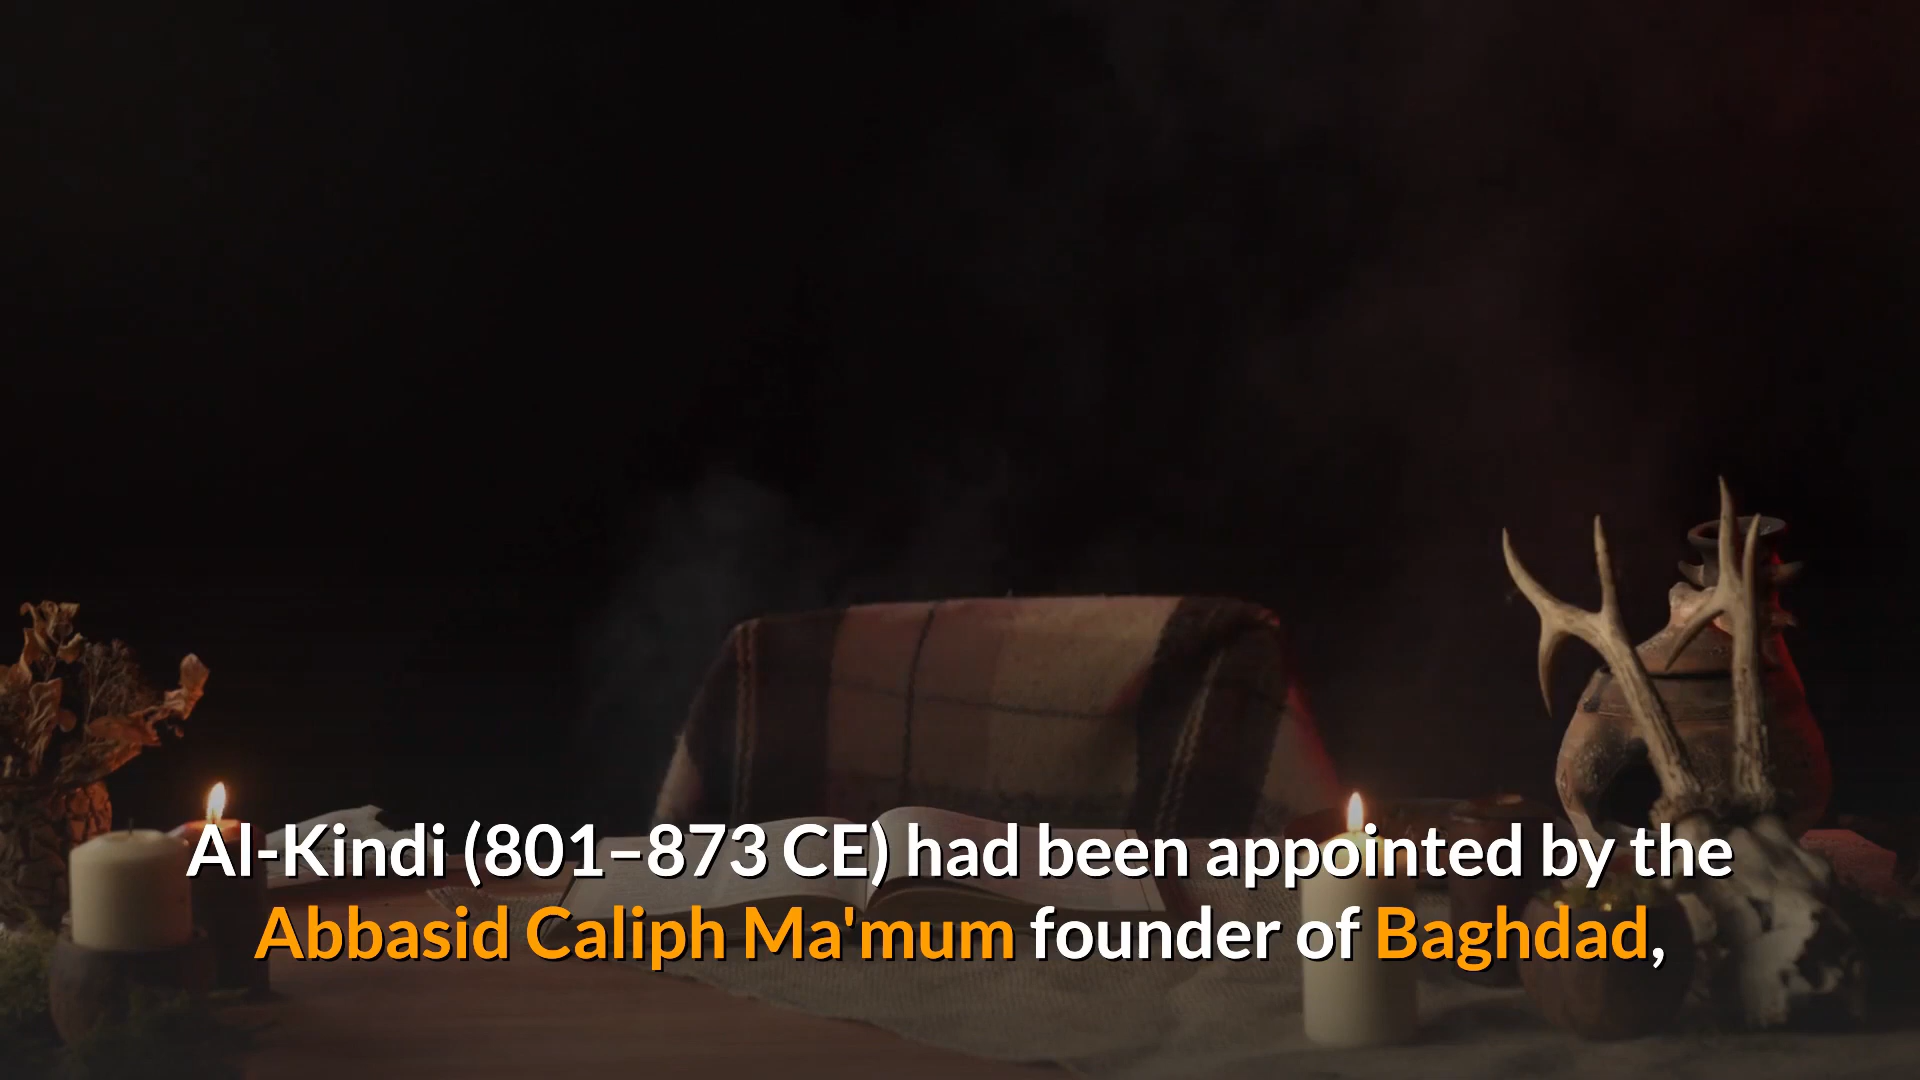 Al-Kindi (801–873 CE) had been appointed by the
Abbasid Caliph Ma'mum founder of Baghdad,